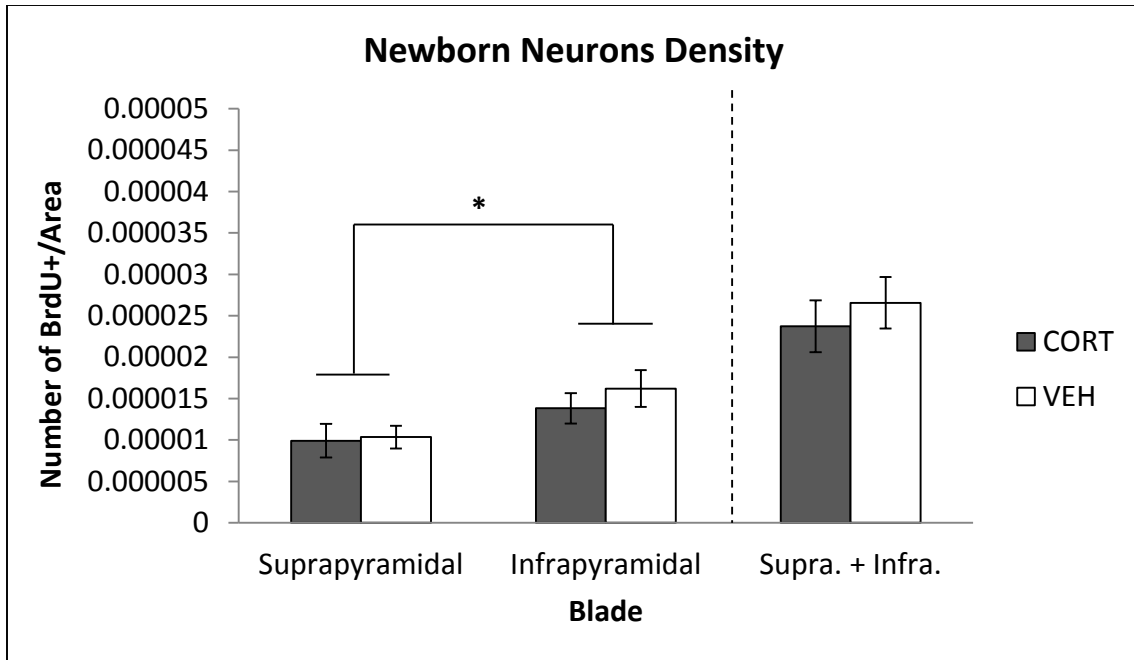 Newborn Neurons Density
Number of BrdU+/Area
0.00005
0.000045
0.00004
0.000035
0.00003
0.000025
0.00002
0.000015
0.00001
0.000005
0
*
Suprapyramidal
Infrapyramidal
Supra. + Infra.
Blade
CORT
VEH